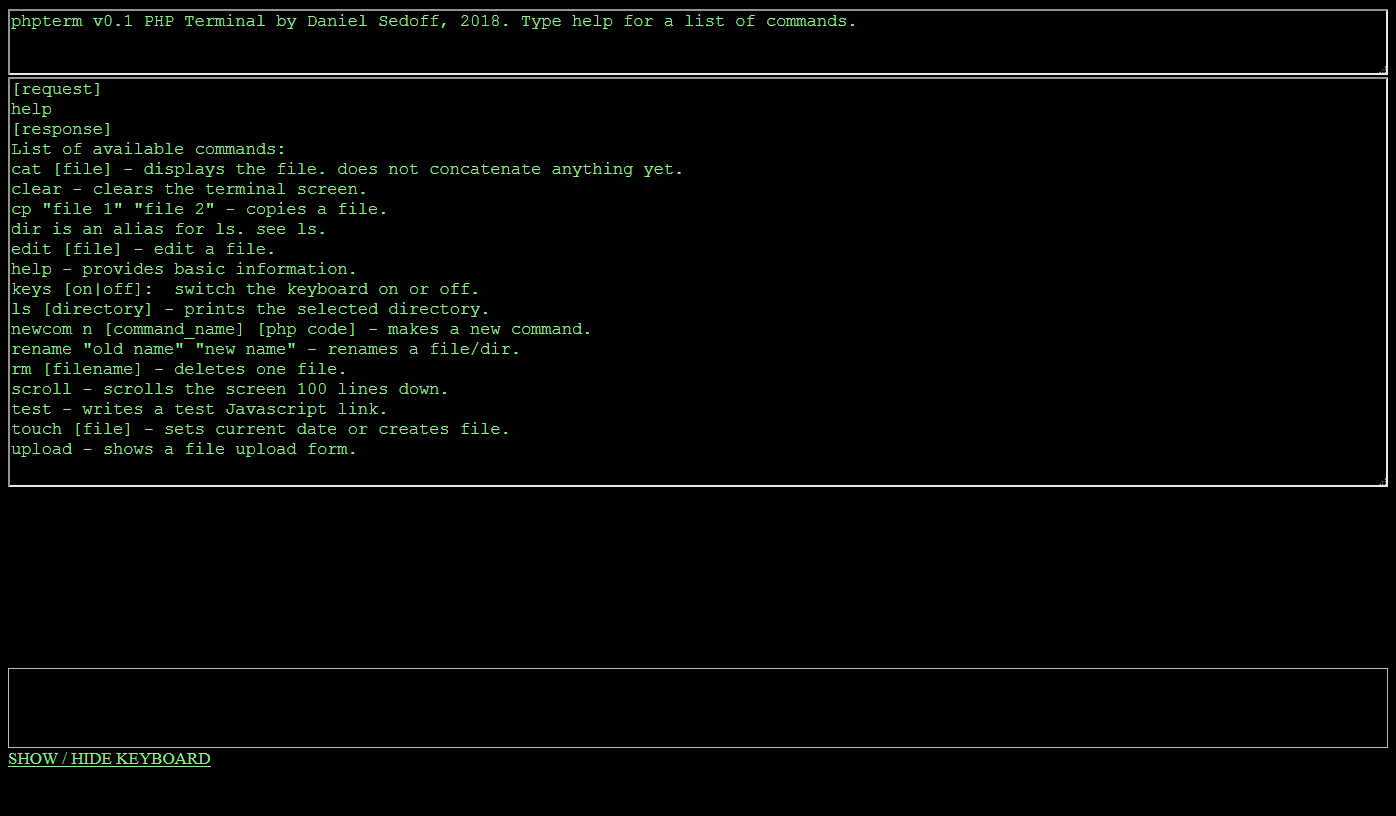 phpterm v0.1 PHP Terminal by Daniel Sedoff, 2018. Type help for a list of commands.
[request]
help
[response]
List of available commands:
cat [file] - displays the file. does not concatenate anything yet.
clear - clears the terminal screen.
cp "file 1" "file 2" - copies a file.
dir is an alias for ls. see ls.
edit [file] - edit a file.
help - provides basic information.
keys [on|off]:  switch the keyboard on or off.
ls [directory] - prints the selected directory.
newcom n [command_name] [php code] - makes a new command.
rename "old name" "new name" - renames a file/dir.
rm [filename] - deletes one file.
scroll - scrolls the screen 100 lines down.
test - writes a test Javascript link.
touch [file] - sets current date or creates file.
upload - shows a file upload form.
SHOW / HIDE KEYBOARD